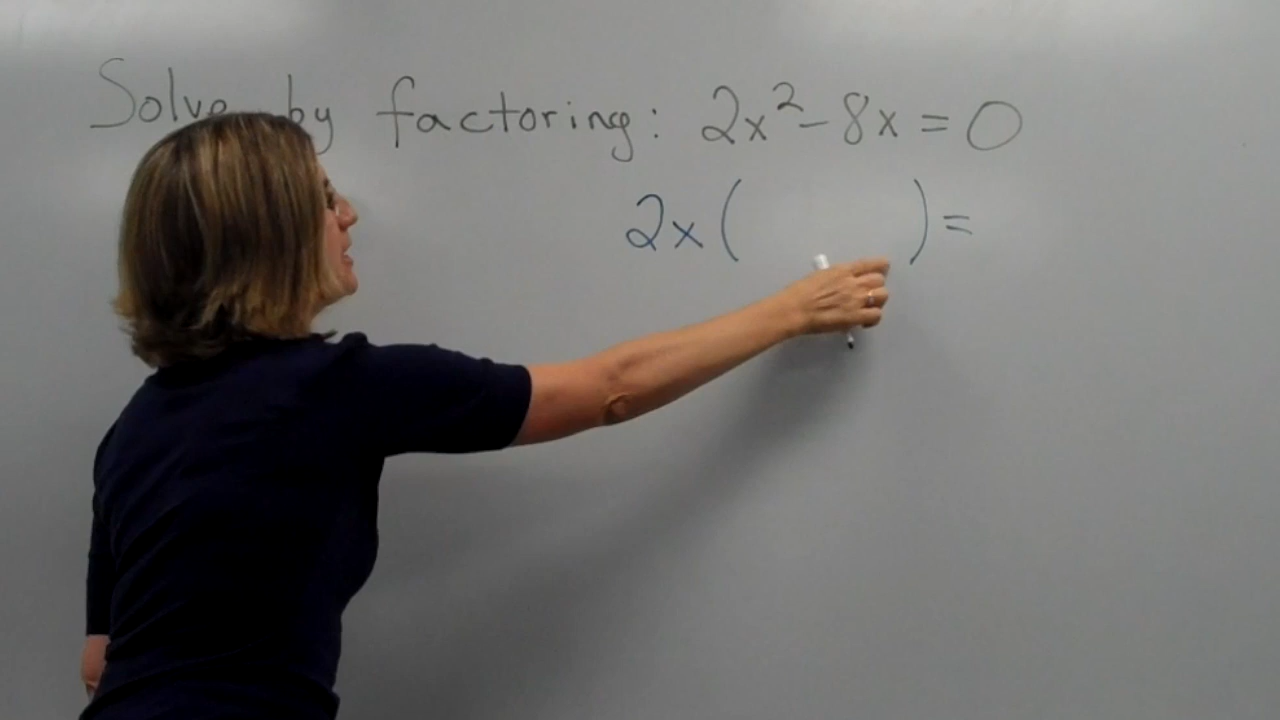 Solve by factoring: 2x² - 8x = 0
2x (      ) =